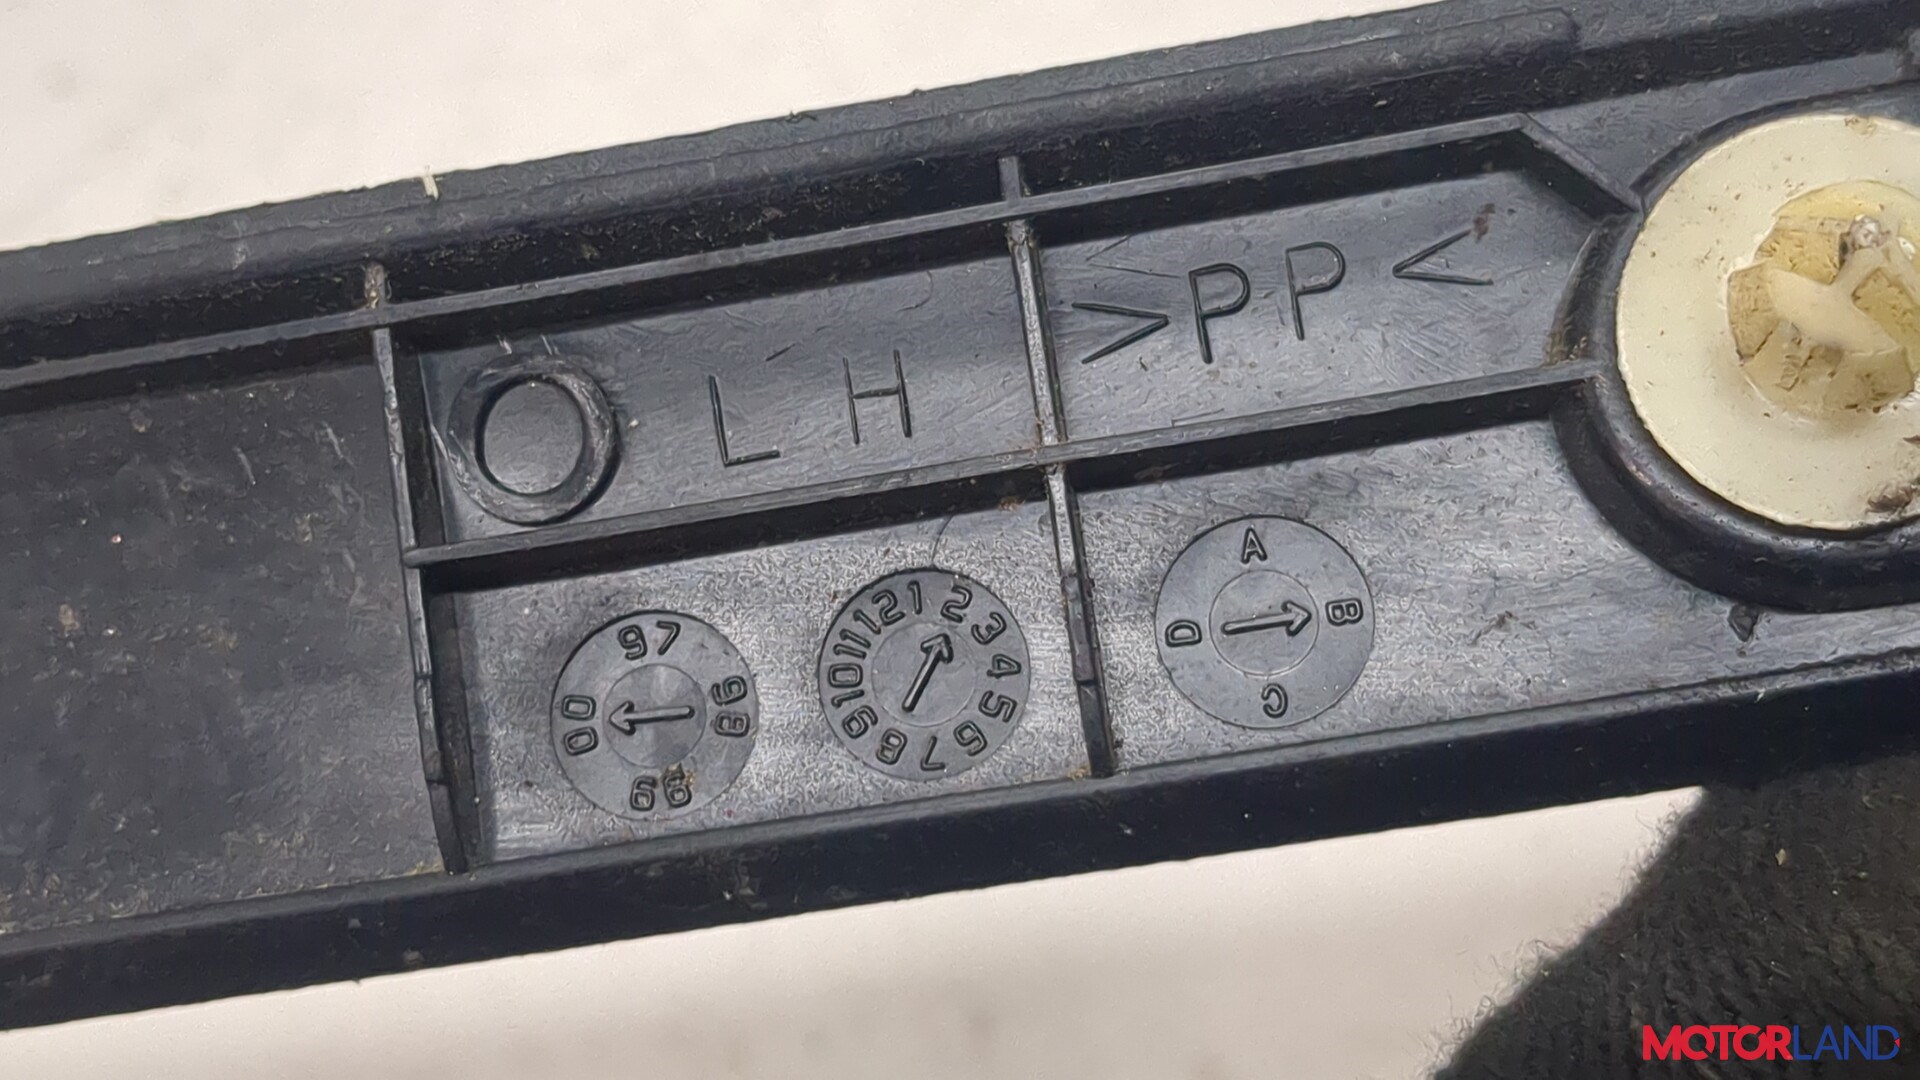 LH
>PP<
97
98
99
00
1 2 3 4 5 6 7 8 9 10 11 12
A
B
C
D
MOTORLAND